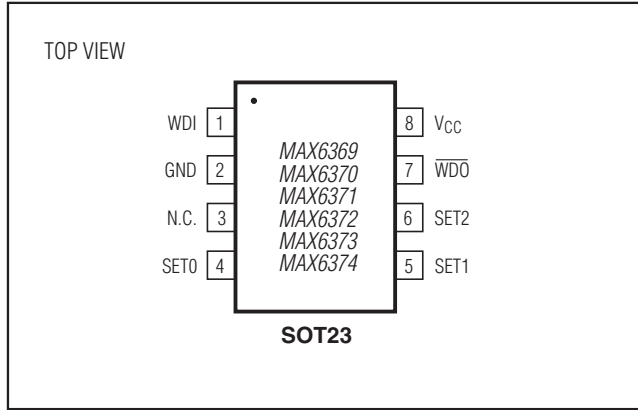 TOP VIEW
WDI 1
GND 2
N.C. 3
SET0 4
MAX6369
MAX6370
MAX6371
MAX6372
MAX6373
MAX6374
8 VCC
7 WDO
6 SET2
5 SET1
SOT23